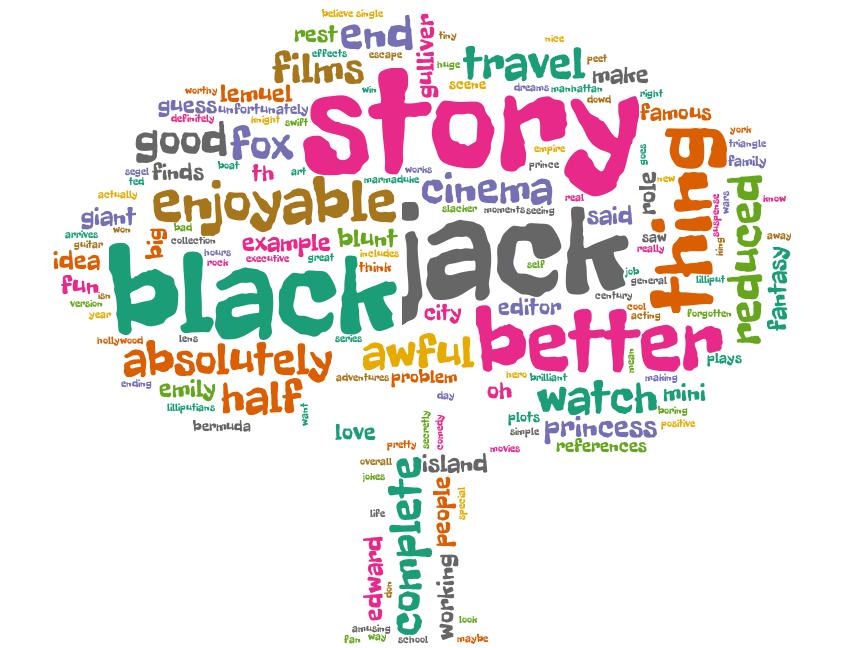 believe single
rest
end
gulliver
tiny
effects
escape
nice
films
huge
travel
peet
make
scene
worthy
lemuel
win
dreams
manhattan
dowd
right
guess
unfortunately
story
famous
definitely
knight
swift
good
fox
empire
york
thing
triangle
goes
family
segel
finds
boat
th
art
works
prince
ted
marmaduke
cinema
real
role
new
actually
enjoyable
slacker
moments
seeing
said
suspense
wars
reduced
know
giant
won
bad
arrives
guitar
big
collection
example
blunt
jack
saw
really
king
away
idea
hours
executive
great
includes
self
job
general
lilliput
fantasy
fun
isn
rock
think
century
version
black
city
editor
cool
acting
forgotten
year
hollywood
lens
series
better
absolutely
awful
mean
plays
ending
emily
half
adventures
problem
hero
brilliant
making
oh
watch
mini
lilliputians
want
day
boring
bermuda
love
secretly
comedy
plots
simple
princess
positive
pretty
movies
references
overall
complete
island
jokes
people
special
life
edward
don
working
amusing
look
fan
way
school
maybe